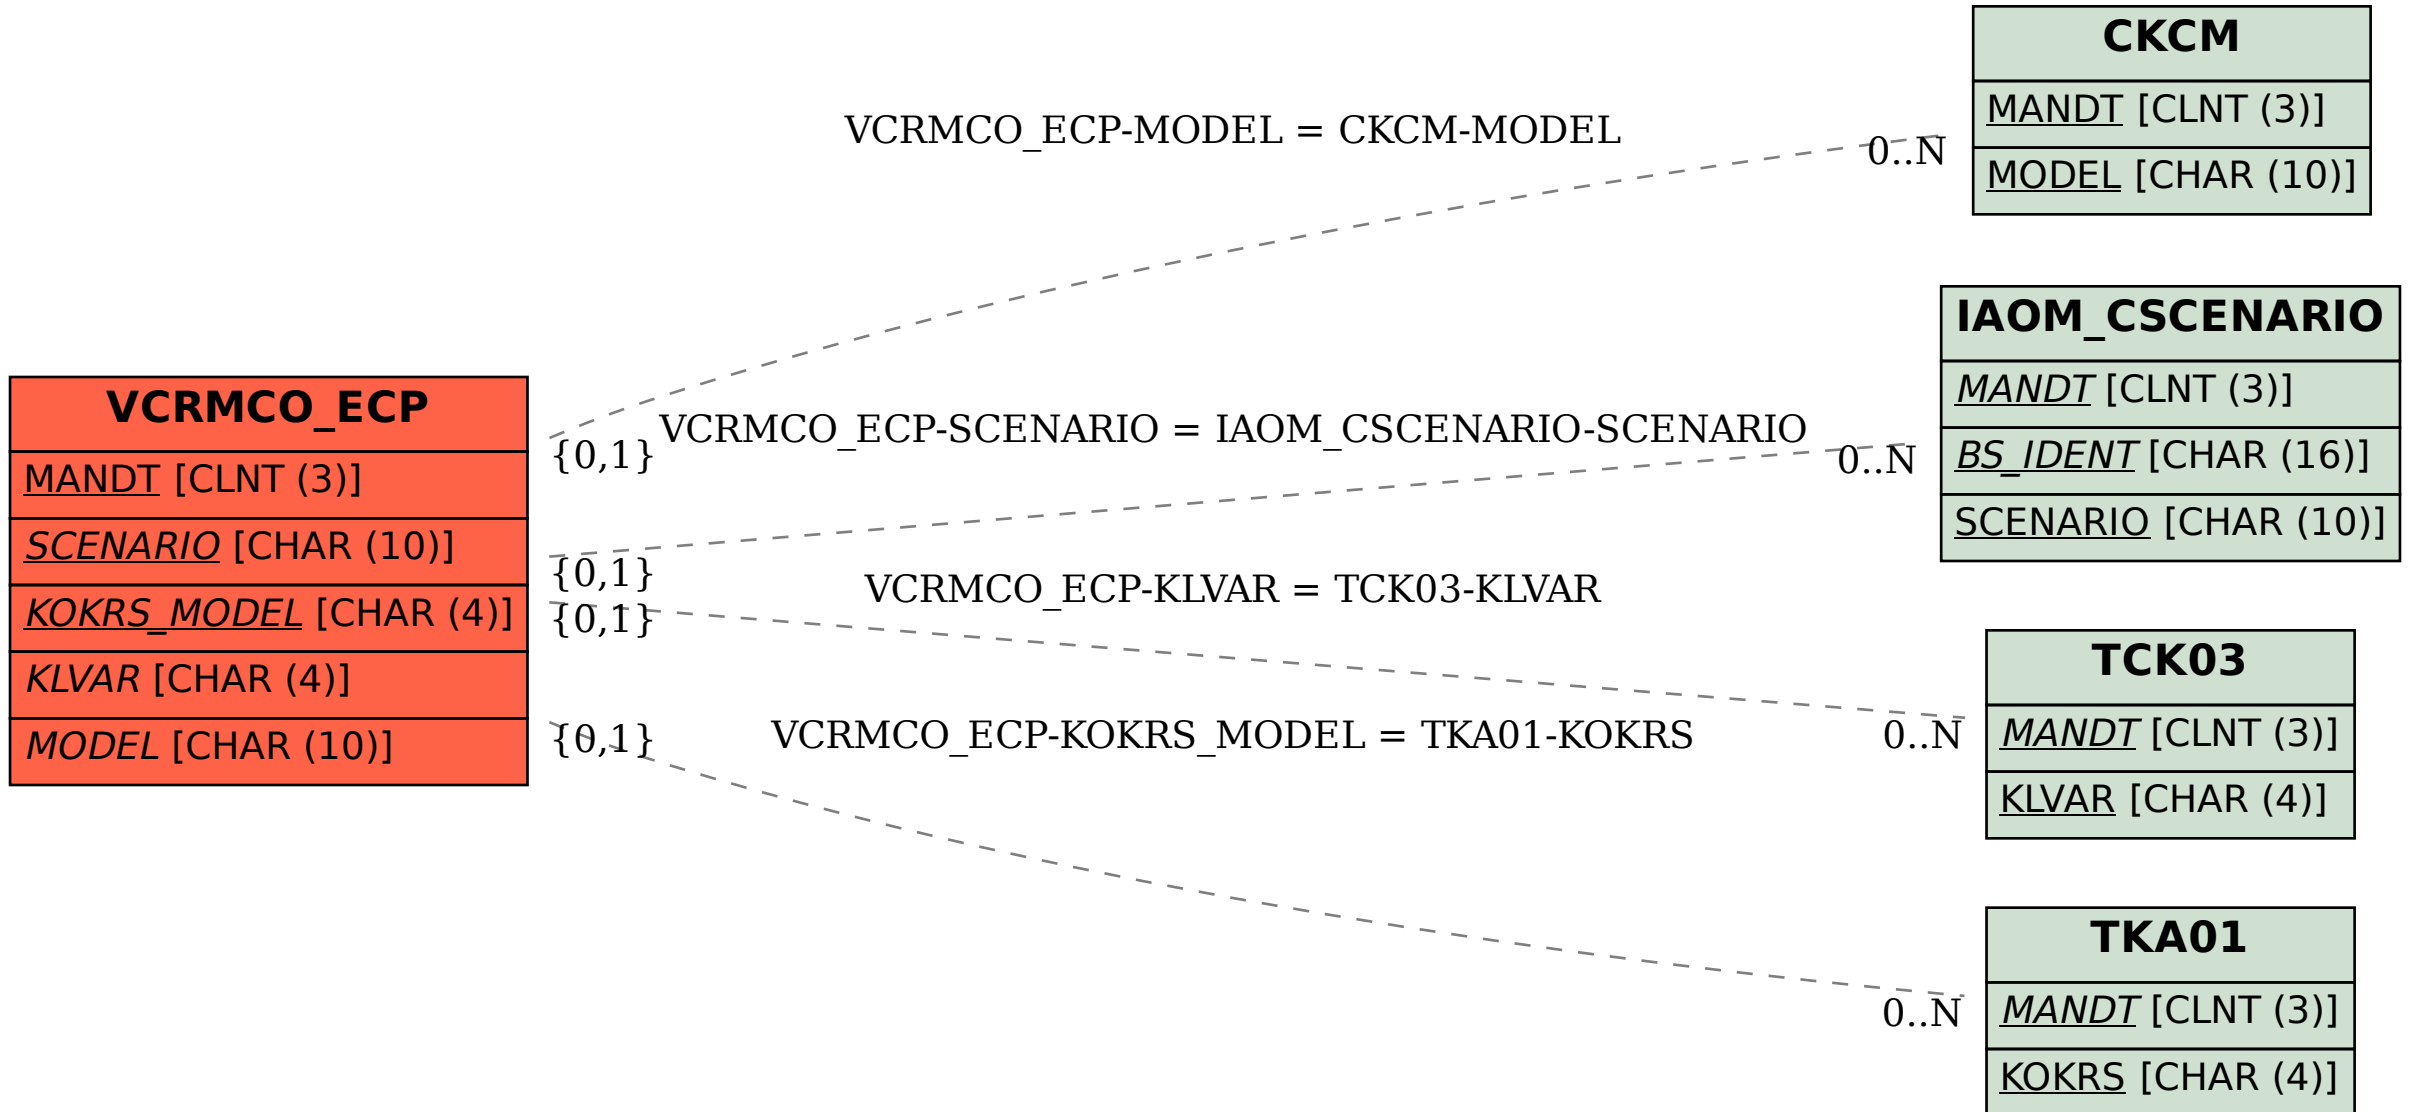 VCRMCO_ECP
MANDT [CLNT (3)]
SCENARIO [CHAR (10)]
KOKRS_MODEL [CHAR (4)]
KLVAR [CHAR (4)]
MODEL [CHAR (10)]
VCRMCO_ECP-MODEL = CKCM-MODEL
{0,1}
0..N
VCRMCO_ECP-SCENARIO = IAOM_CSCENARIO-SCENARIO
{0,1}
0..N
VCRMCO_ECP-KLVAR = TCK03-KLVAR
{0,1}
0..N
VCRMCO_ECP-KOKRS_MODEL = TKA01-KOKRS
{0,1}
0..N
CKCM
MANDT [CLNT (3)]
MODEL [CHAR (10)]
IAOM_CSCENARIO
MANDT [CLNT (3)]
BS_IDENT [CHAR (16)]
SCENARIO [CHAR (10)]
TCK03
MANDT [CLNT (3)]
KLVAR [CHAR (4)]
TKA01
MANDT [CLNT (3)]
KOKRS [CHAR (4)]